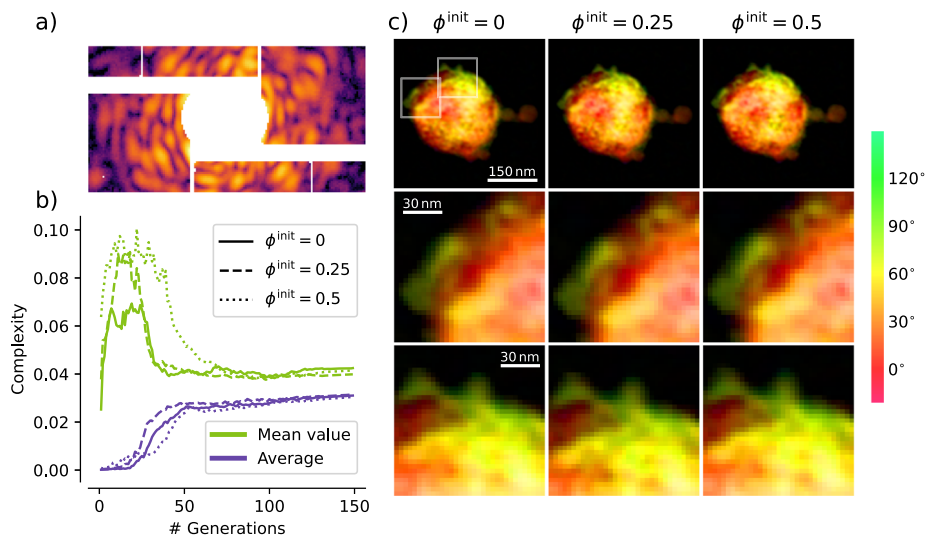 a)
b)
0.10
0.08
0.06
0.04
0.02
0.00
Complexity
ϕ^init = 0
ϕ^init = 0.25
ϕ^init = 0.5
Mean value
Average
0
50
100
150
# Generations
c)
ϕ^init = 0
ϕ^init = 0.25
ϕ^init = 0.5
150 nm
30 nm
30 nm
120°
90°
60°
30°
0°